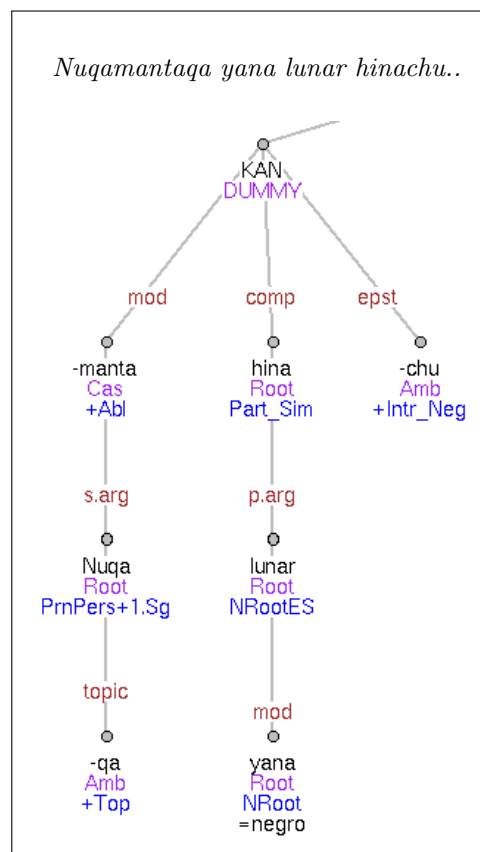 Nuqamantaqa yana lunar hinachu..
KAN
DUMMY
mod comp epst
-manta hina -chu
Cas Root Amb
+Abl Part_Sim +Intr_Neg
s.arg p.arg
Nuqa lunar
Root Root
PrnPers+1.Sg NRootES
topic mod
-qa yana
Amb Root
+Top NRoot
=negro